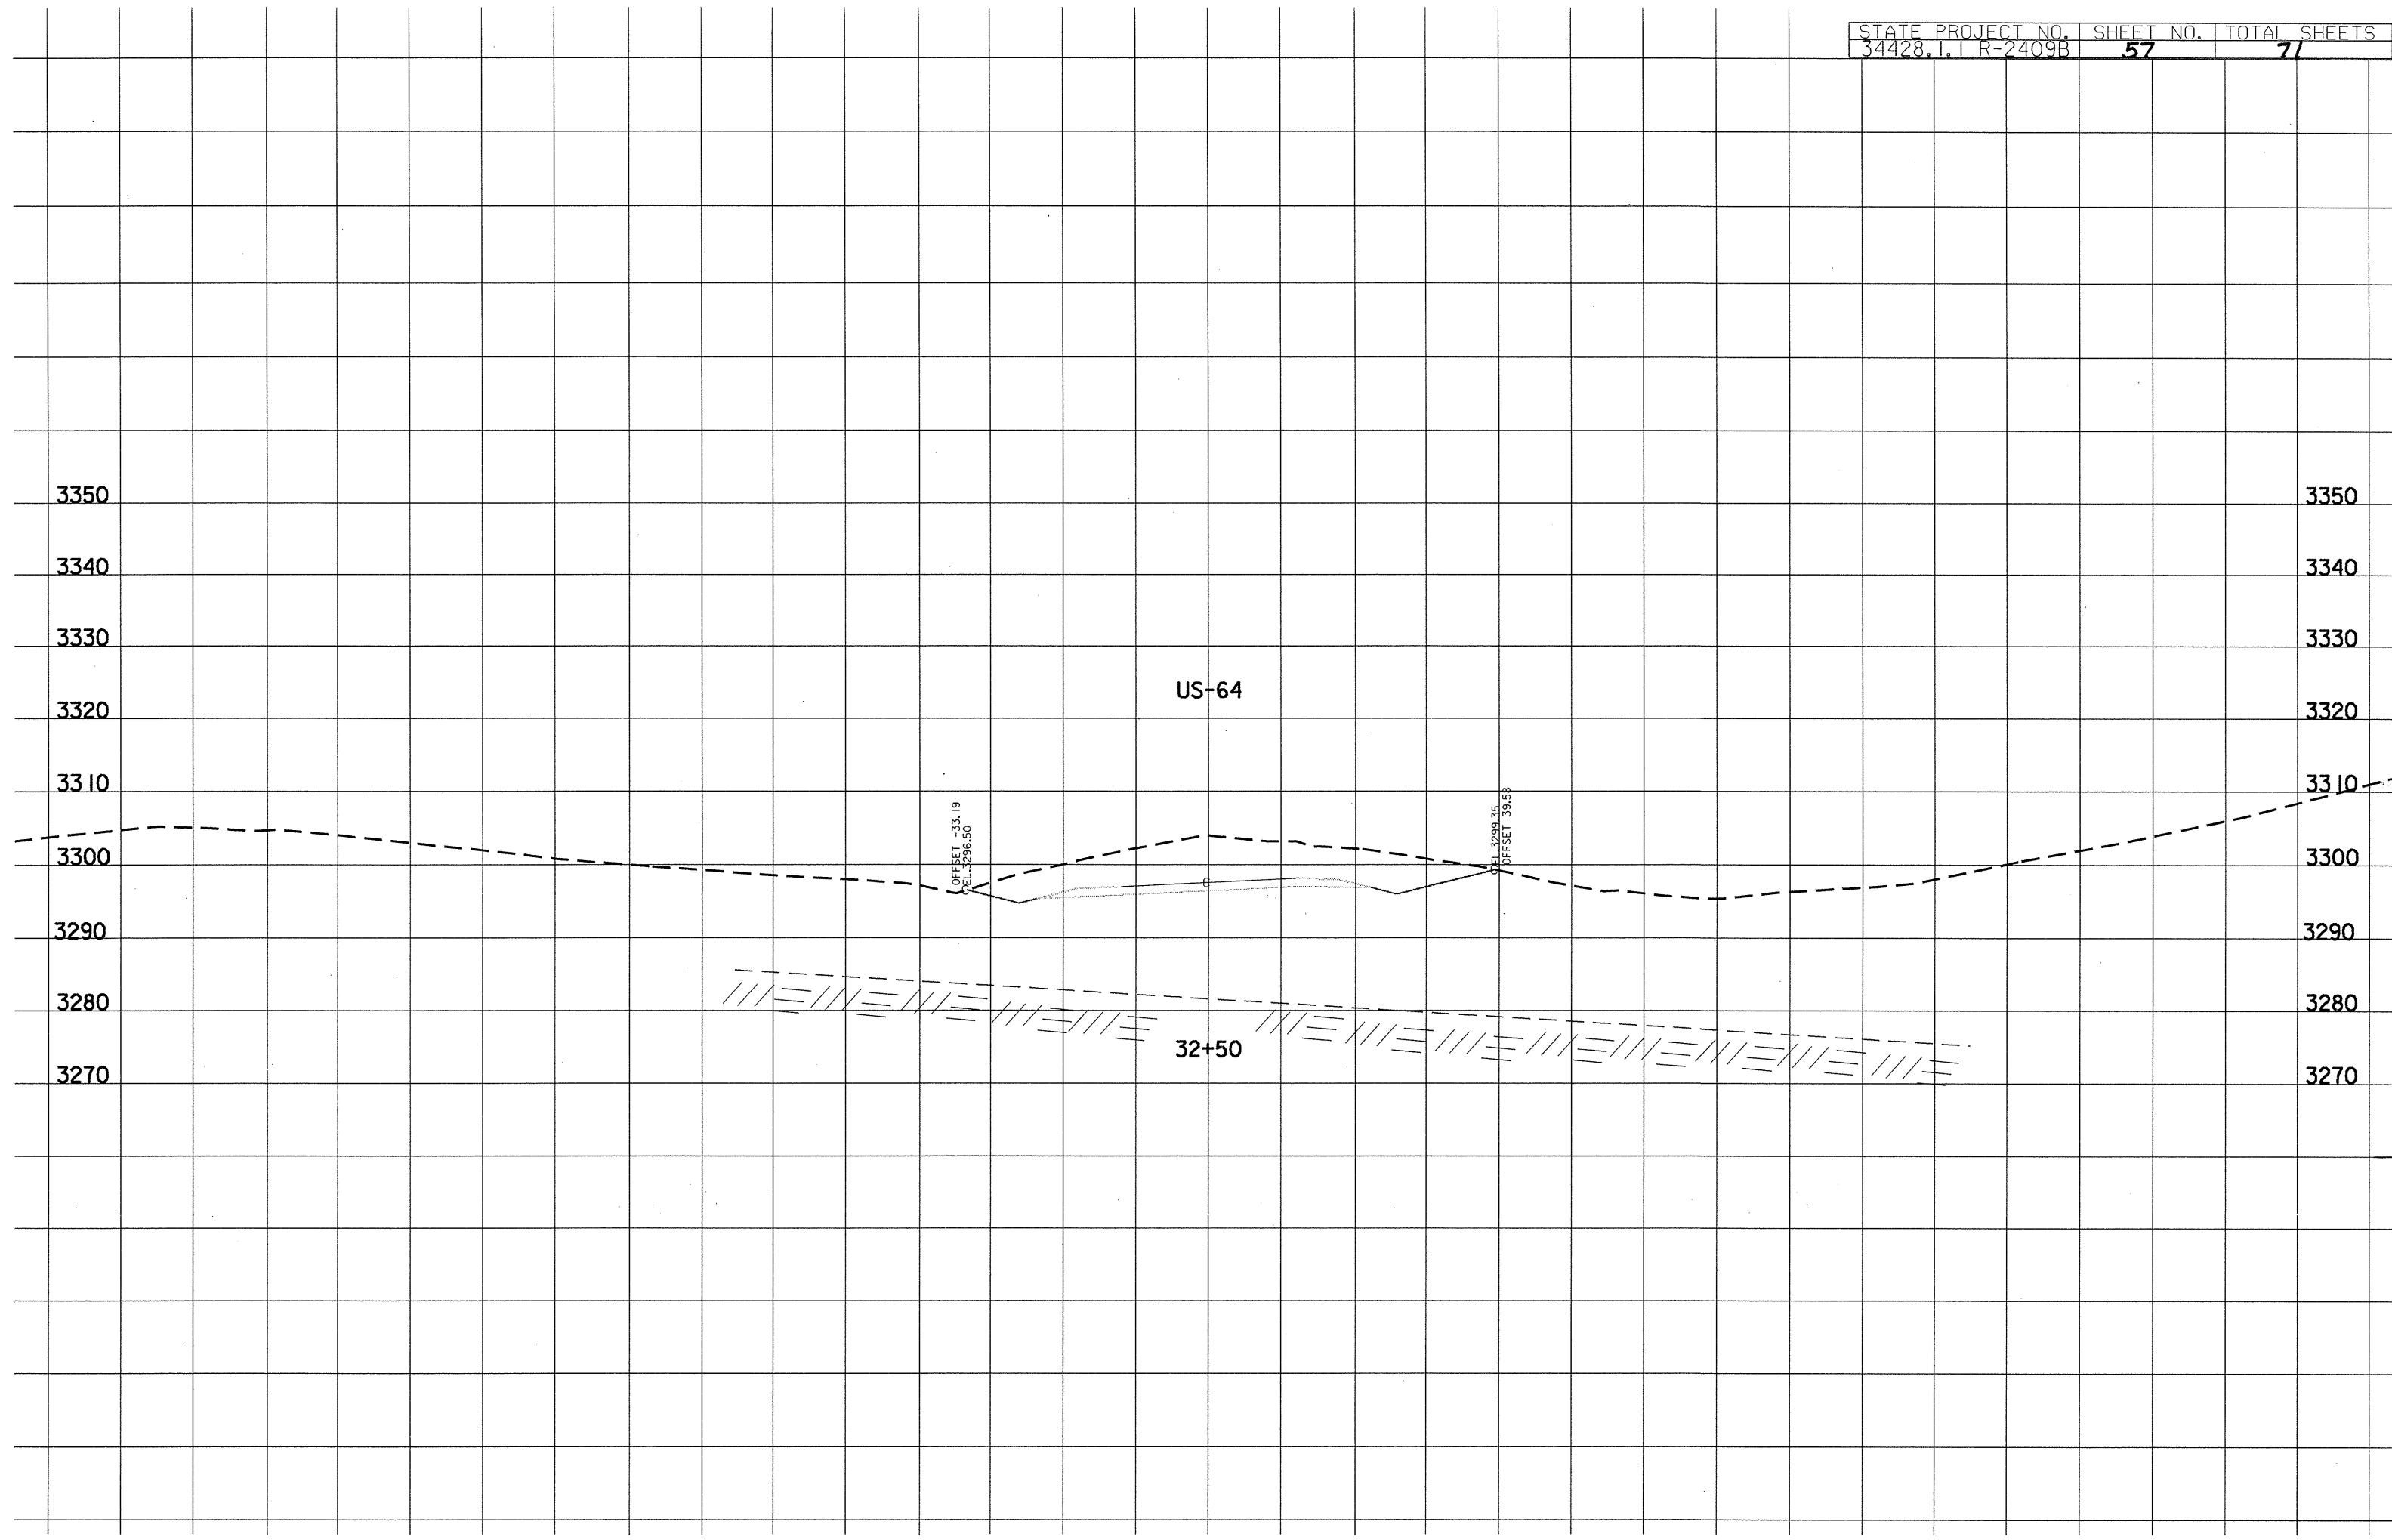 STATE PROJECT NO. SHEET NO. TOTAL SHEETS
34428.1.1 R-2409B 57 71
3350 3350
3340 3340
3330 3330
US-64
3320 3320
3310 3310
OFFSET -33.19
EL.3296.50
EL.3299.35
OFFSET 39.58
3300 3300
3290 3290
3280 3280
32+50
3270 3270